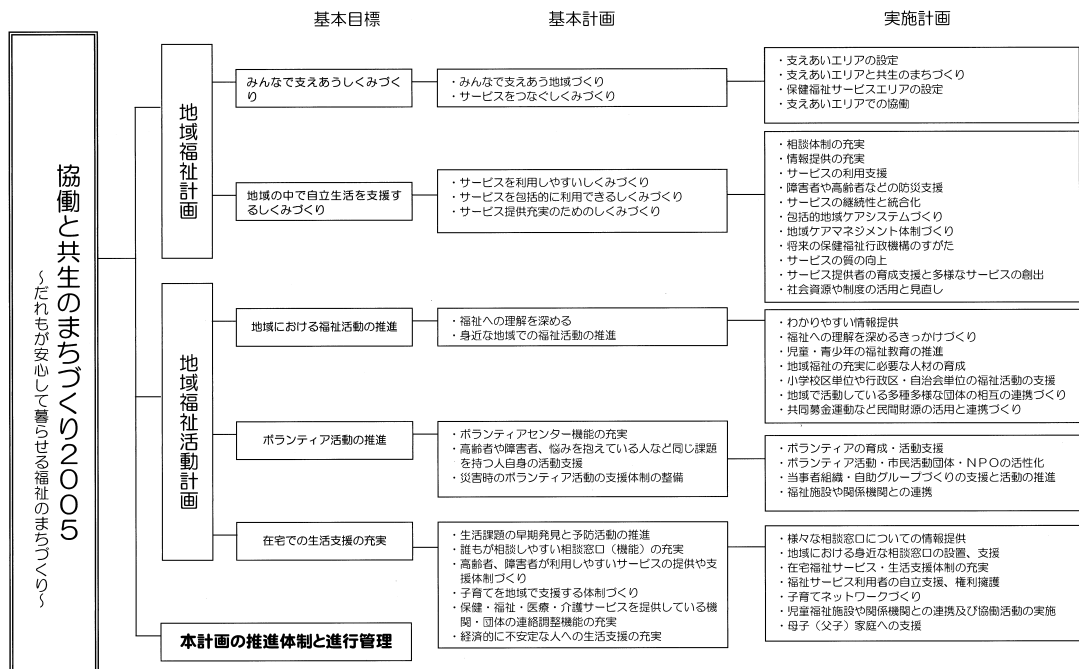 基本目標
基本計画
実施計画
協働と共生のまちづくり2005
~だれもが安心して暮らせる福祉のまちづくり~
地域福祉計画
みんなで支えあうしくみづく
り
・みんなで支えあう地域づくり
・サービスをつなぐしくみづくり
・支えあいエリアの設定
・支えあいエリアと共生のまちづくり
・保健福祉サービスエリアの設定
・支えあいエリアでの協働
地域の中で自立生活を支援す
るしくみづくり
・サービスを利用しやすいしくみづくり
・サービスを包括的に利用できるしくみづくり
・サービス提供充実のためのしくみづくり
・相談体制の充実
・情報提供の充実
・サービスの利用支援
・障害者や高齢者などの防災支援
・サービスの継続性と統合化
・包括的地域ケアシステムづくり
・地域ケアマネジメント体制づくり
・将来の保健福祉行政機構のすがた
・サービスの質の向上
・サービス提供者の育成支援と多様なサービスの創出
・社会資源や制度の活用と見直し
地域福祉活動計画
地域における福祉活動の推進
・福祉への理解を深める
・身近な地域での福祉活動の推進
・わかりやすい情報提供
・福祉への理解を深めるきっかけづくり
・児童・青少年の福祉教育の推進
・地域福祉の充実に必要な人材の育成
・小学校区単位や行政区・自治会単位の福祉活動の支援
・地域で活動している多種多様な団体の相互の連携づくり
・共同募金運動など民間財源の活用と連携づくり
ボランティア活動の推進
・ボランティアセンター機能の充実
・高齢者や障害者、悩みを抱えている人など同じ課題
を持つ人自身の活動支援
・災害時のボランティア活動の支援体制の整備
・ボランティアの育成・活動支援
・ボランティア活動・市民活動団体・NPOの活性化
・当事者組織・自助グループづくりの支援と活動の推進
・福祉施設や関係機関との連携
在宅での生活支援の充実
・生活課題の早期発見と予防活動の推進
・誰もが相談しやすい相談窓口(機能)の充実
・高齢者、障害者が利用しやすいサービスの提供や支
援体制づくり
・子育てを地域で支援する体制づくり
・保健・福祉・医療・介護サービスを提供している機
関・団体の連絡調整機能の充実
・経済的に不安定な人への生活支援の充実
・様々な相談窓口についての情報提供
・地域における身近な相談窓口の設置、支援
・在宅福祉サービス・生活支援体制の充実
・福祉サービス利用者の自立支援、権利擁護
・子育てネットワークづくり
・児童福祉施設や関係機関との連携及び協働活動の実施
・母子(父子)家庭への支援
本計画の推進体制と進行管理